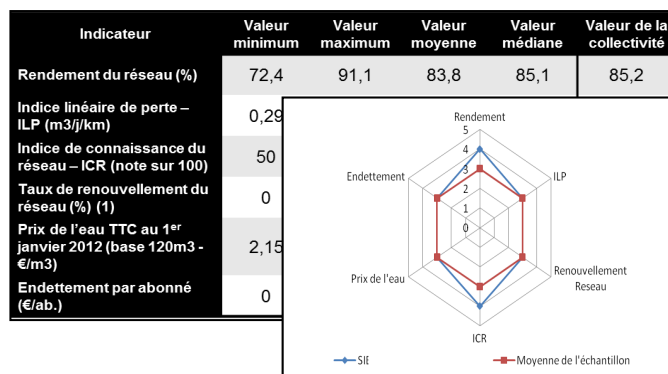 Indicateur
Valeur minimum
Valeur maximum
Valeur moyenne
Valeur médiane
Valeur de la collectivité
Rendement du réseau (%)
72,4
91,1
83,8
85,1
85,2
Indice linéaire de perte –
ILP (m3/j/km)
0,29
Indice de connaissance du
réseau – ICR (note sur 100)
50
Taux de renouvellement du
réseau (%) (1)
0
Prix de l'eau TTC au 1er
janvier 2012 (base 120m3 -
€/m3)
2,15
Endettement par abonné
(€/ab.)
0
Rendement
5
4
3
2
1
0
Endettement
ILP
Prix de l'eau
Renouvellement
Reseau
ICR
SIE
Moyenne de l'échantillon